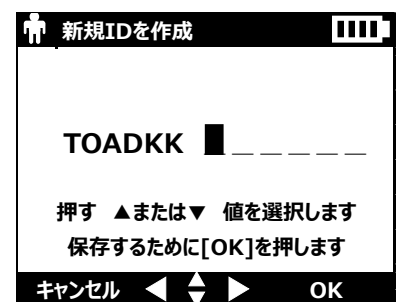 新規IDを作成
TOADKK █ _ _ _ _ _
押す ▲または▼ 値を選択します
保存するために[OK]を押します
キャンセル ◀ ▲▼ ▶ OK